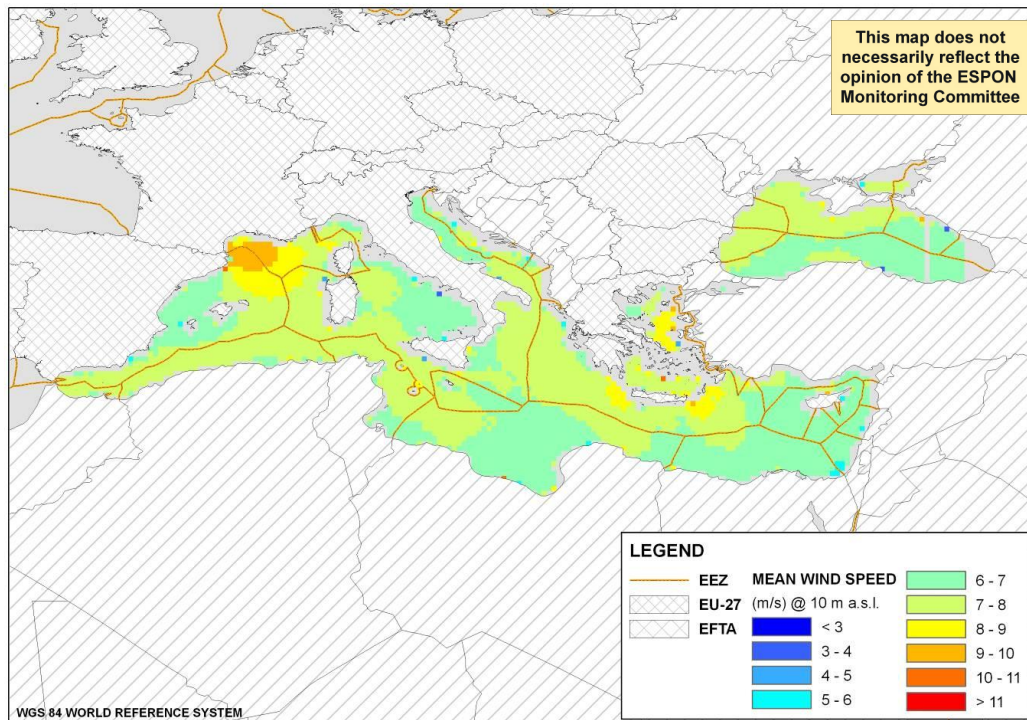 This map does not
necessarily reflect the
opinion of the ESPON
Monitoring Committee
LEGEND
EEZ
EU-27
EFTA
MEAN WIND SPEED
(m/s) @ 10 m a.s.l.
< 3
3 - 4
4 - 5
5 - 6
6 - 7
7 - 8
8 - 9
9 - 10
10 - 11
> 11
WGS 84 WORLD REFERENCE SYSTEM